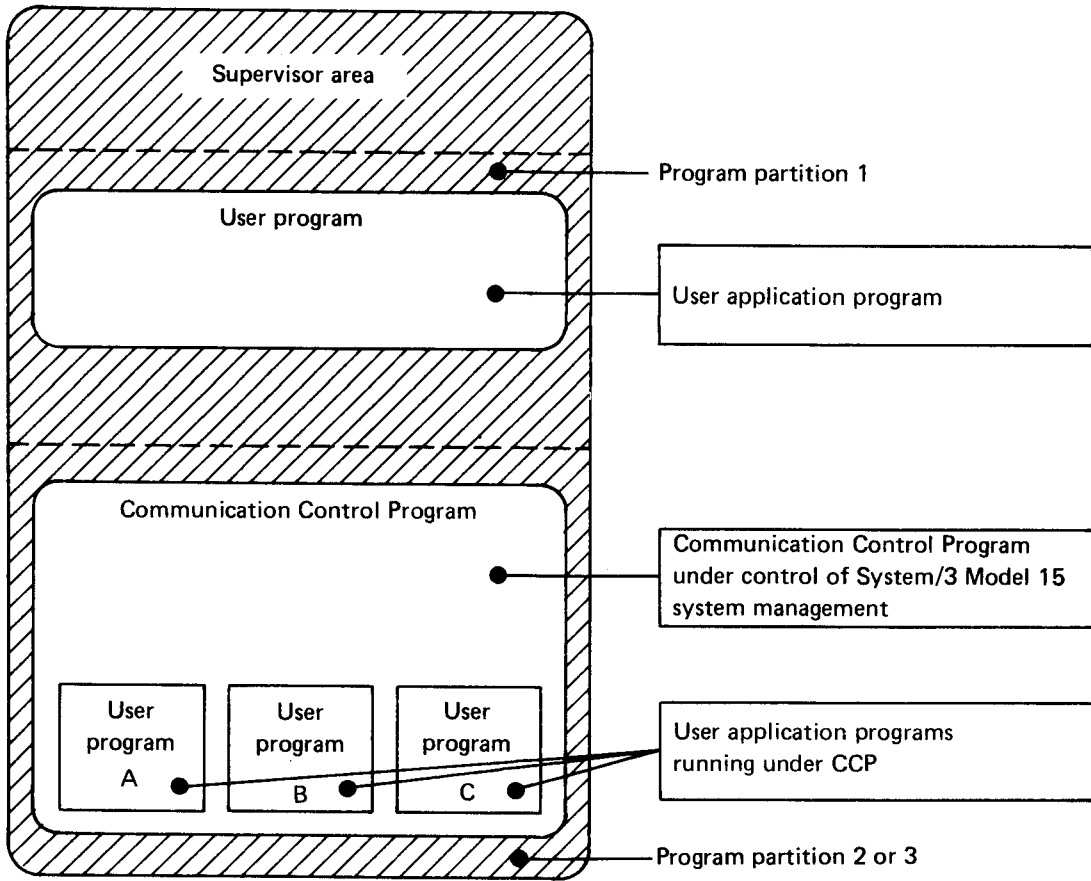 Supervisor area
Program partition 1
User program
User application program
Communication Control Program
Communication Control Program
under control of System/3 Model 15
system management
User
program
A
User
program
B
User
program
C
User application programs
running under CCP
Program partition 2 or 3